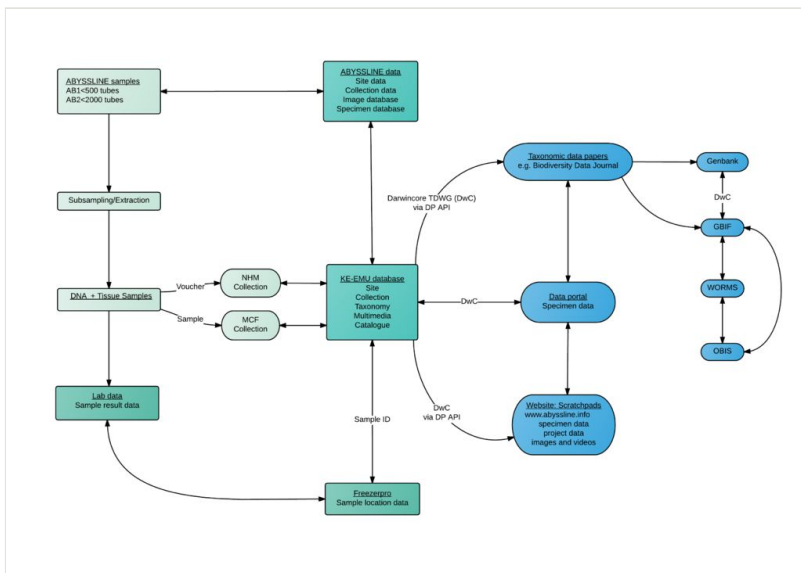 ABYSSLINE samples
AB1<500 tubes
AB2<2000 tubes
ABYSSLINE data
Site data
Collection data
Image database
Specimen database
Taxonomic data papers
e.g. Biodiversity Data Journal
Genbank
DwC
GBIF
Darwincore TDWG (DwC)
via DP API
Subsampling/Extraction
DNA + Tissue Samples
Voucher
NHM
Collection
Sample
MCF
Collection
KE-EMU database
Site
Collection
Taxonomy
Multimedia
Catalogue
DwC
Data portal
Specimen data
WORMS
OBIS
Lab data
Sample result data
Sample ID
DwC
via DP API
Website: Scratchpads
www.abyssline.info
specimen data
project data
images and videos
Freezerpro
Sample location data